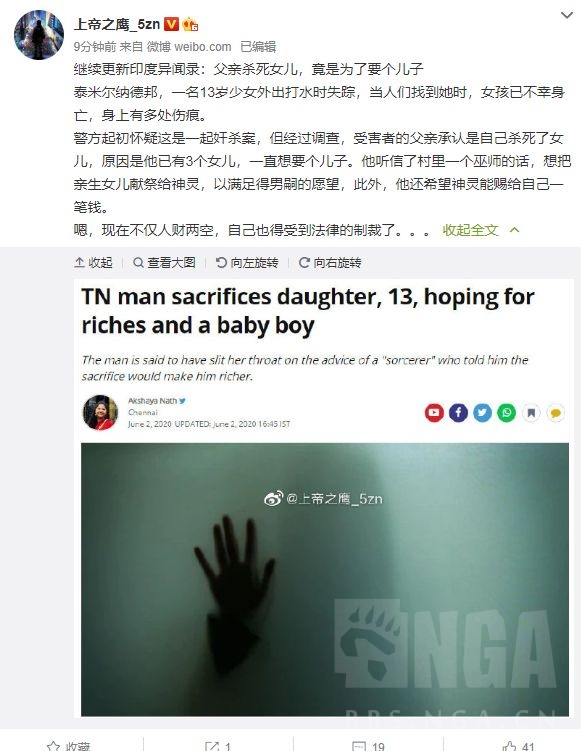 上帝之鹰_5zn
9分钟前 来自 微博 weibo.com 已编辑
继续更新印度异闻录：父亲杀死女儿，竟是为了要个儿子
泰米尔纳德邦，一名13岁少女外出打水时失踪，当人们找到她时，女孩已不幸身
亡，身上有多处伤痕。
警方起初怀疑这是一起奸杀案，但经过调查，受害者的父亲承认是自己杀死了女
儿，原因是他已有3个女儿，一直想要个儿子。他听信了村里一个巫师的话，想把
亲生女儿献祭给神灵，以满足得男嗣的愿望，此外，他还希望神灵能赐给自己一
笔钱。
嗯，现在不仅人财两空，自己也得受到法律的制裁了。。。 收起全文
收起 查看大图 向左旋转 向右旋转
TN man sacrifices daughter, 13, hoping for
riches and a baby boy
The man is said to have slit her throat on the advice of a "sorcerer" who told him the
sacrifice would make him richer.
Akshaya Nath
Chennai
June 2, 2020 UPDATED: June 2, 2020 16:45 IST
@上帝之鹰_5zn
NGA
BBS.NGA.CN
收藏 1 19 41